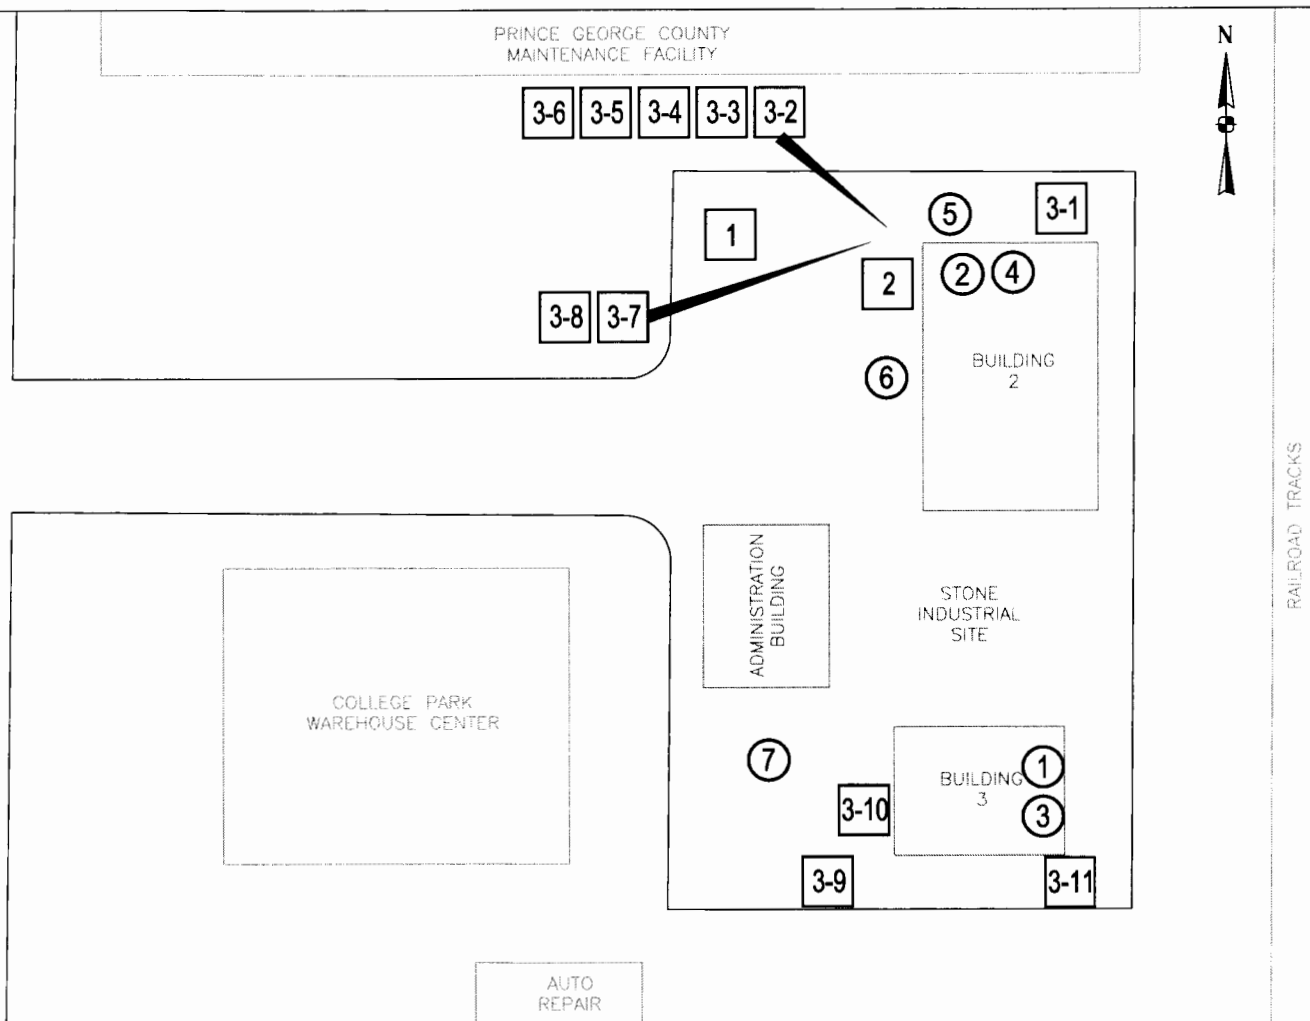 PRINCE GEORGE COUNTY
MAINTENANCE FACILITY
N
3-6 3-5 3-4 3-3 3-2
3-1
5
1
2 4
2
3-8 3-7
BUILDING
2
6
RAILROAD TRACKS
ADMINISTRATION
BUILDING
STONE
INDUSTRIAL
SITE
COLLEGE PARK
WAREHOUSE CENTER
7
1
BUILDING
3
3-10
3
3-9
3-11
AUTO
REPAIR